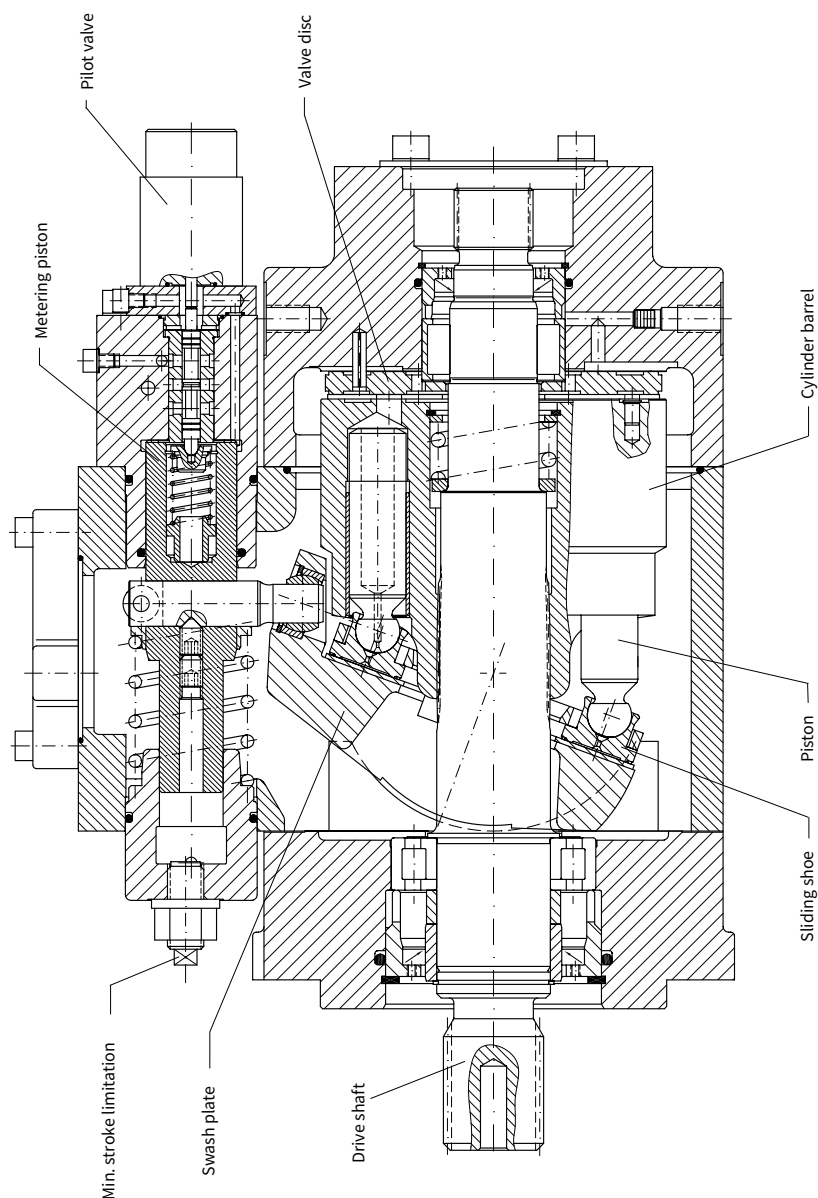 Pilot valve
Valve disc
Metering piston
Cylinder barrel
Piston
Sliding shoe
Drive shaft
Swash plate
Min. stroke limitation